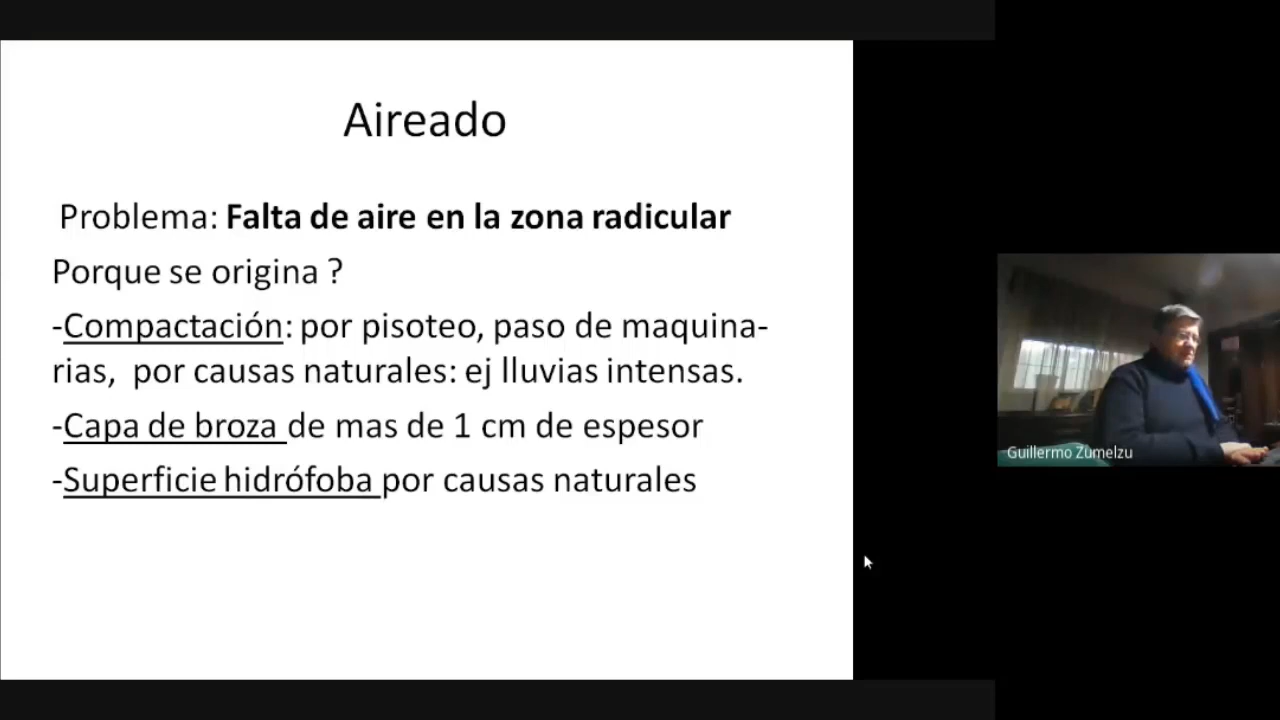 Aireado
Problema: Falta de aire en la zona radicular
Porque se origina ?
-Compactación: por pisoteo, paso de maquina-
rias, por causas naturales: ej lluvias intensas.
-Capa de broza de mas de 1 cm de espesor
-Superficie hidrófoba por causas naturales
Guillermo Zumelzu